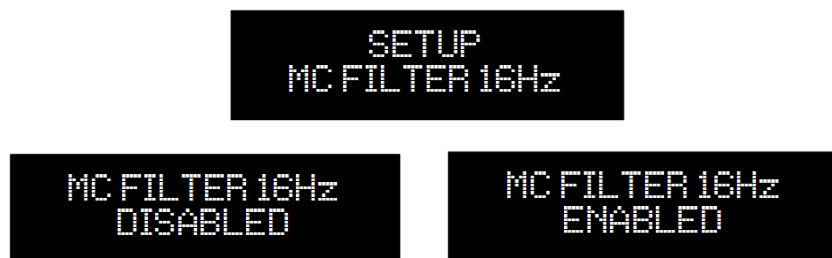 SETUP
MC FILTER 16Hz
MC FILTER 16Hz
DISABLED
MC FILTER 16Hz
ENABLED